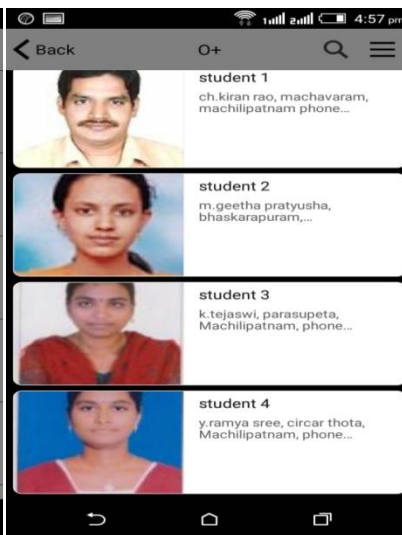 4:57 pm
Back
O+
student 1
ch.kiran rao, machavaram,
machilipatnam phone...
student 2
m.geetha pratyusha,
bhaskarapuram,...
student 3
k.tejaswi, parasupeta,
Machilipatnam, phone...
student 4
y.ramya sree, circar thota,
Machilipatnam, phone...